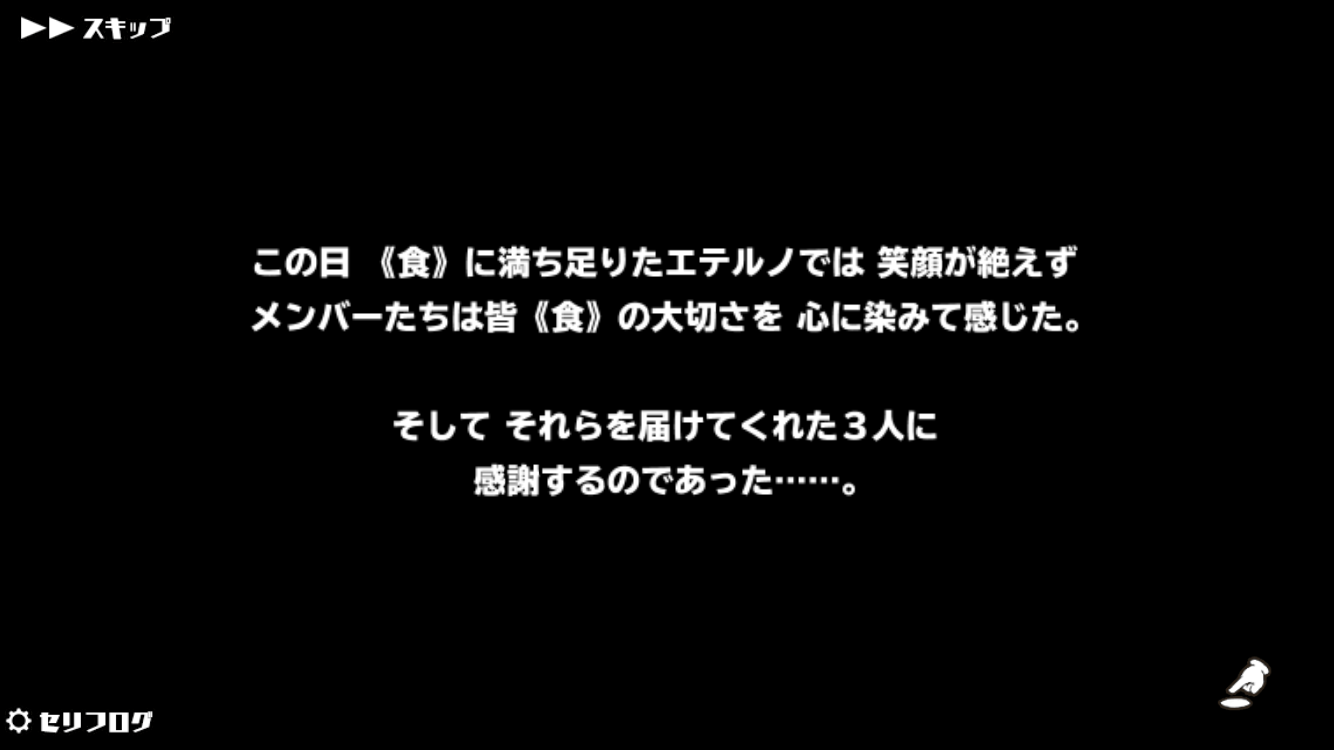 スキップ
この日 《食》に満ち足りたエテルノでは 笑顔が絶えず
メンバーたちは皆《食》の大切さを 心に染みて感じた。
そして それらを届けてくれた３人に
感謝するのであった……。
セリフログ